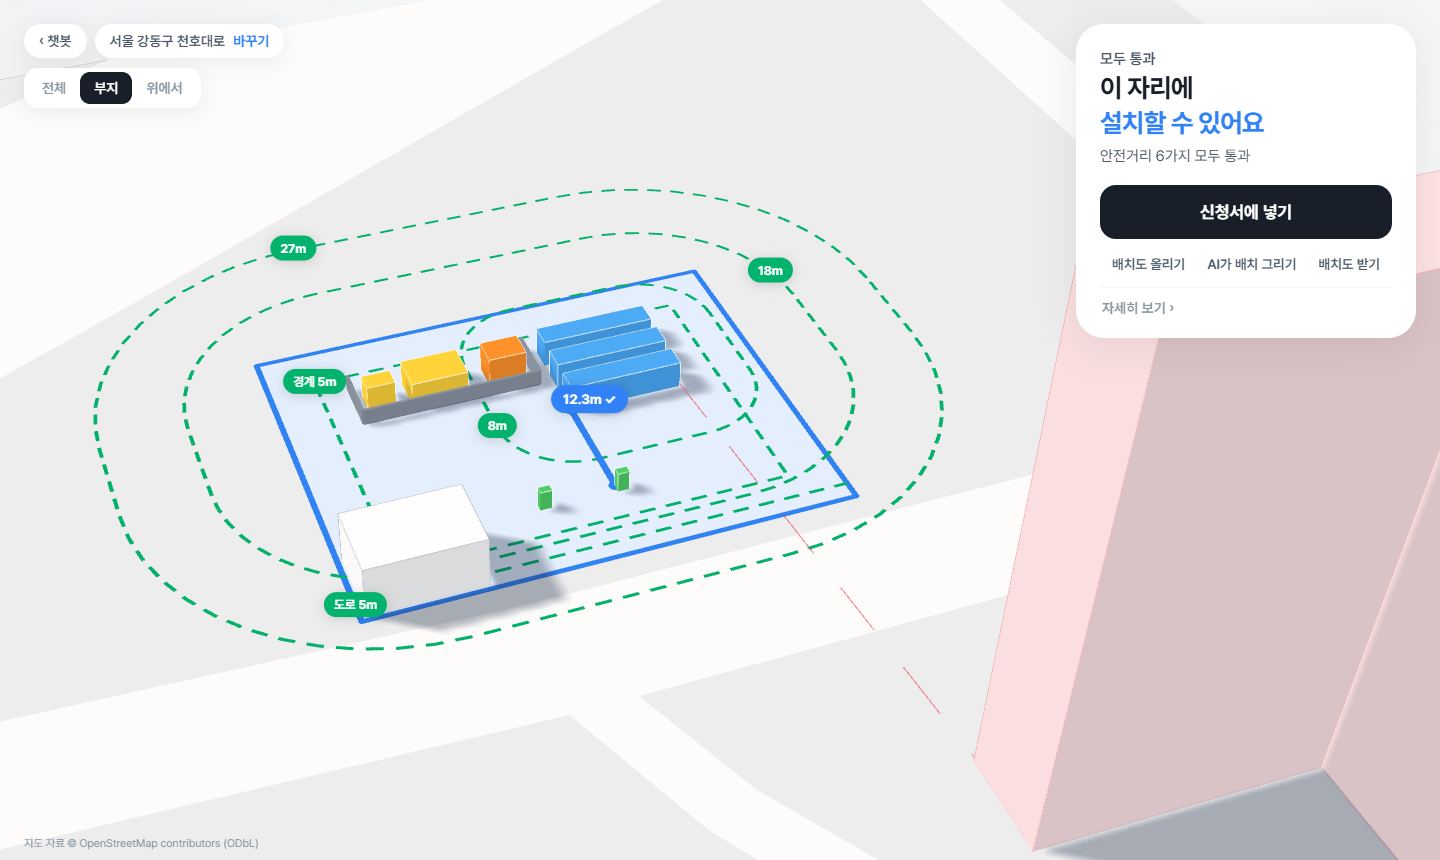 ‹ 챗봇
서울 강동구 천호대로 바꾸기
전체 부지 위에서
모두 통과
이 자리에
설치할 수 있어요
안전거리 6가지 모두 통과
신청서에 넣기
배치도 올리기 AI가 배치 그리기 배치도 받기
자세히 보기 ›
27m
18m
경계 5m
12.3m ✓
8m
도로 5m
지도 자료 © OpenStreetMap contributors (ODbL)